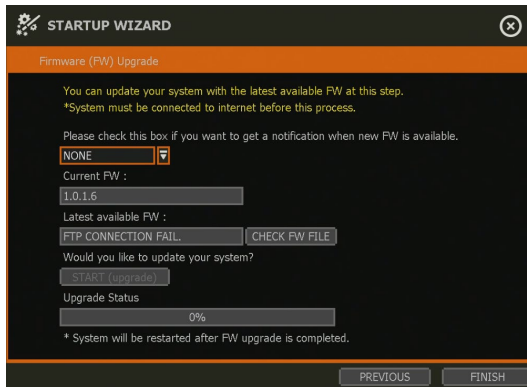 STARTUP WIZARD
Firmware (FW) Upgrade
You can update your system with the latest available FW at this step.
*System must be connected to internet before this process.
Please check this box if you want to get a notification when new FW is available.
NONE
Current FW :
1.0.1.6
Latest available FW :
FTP CONNECTION FAIL. CHECK FW FILE
Would you like to update your system?
START (upgrade)
Upgrade Status
0%
* System will be restarted after FW upgrade is completed.
PREVIOUS FINISH